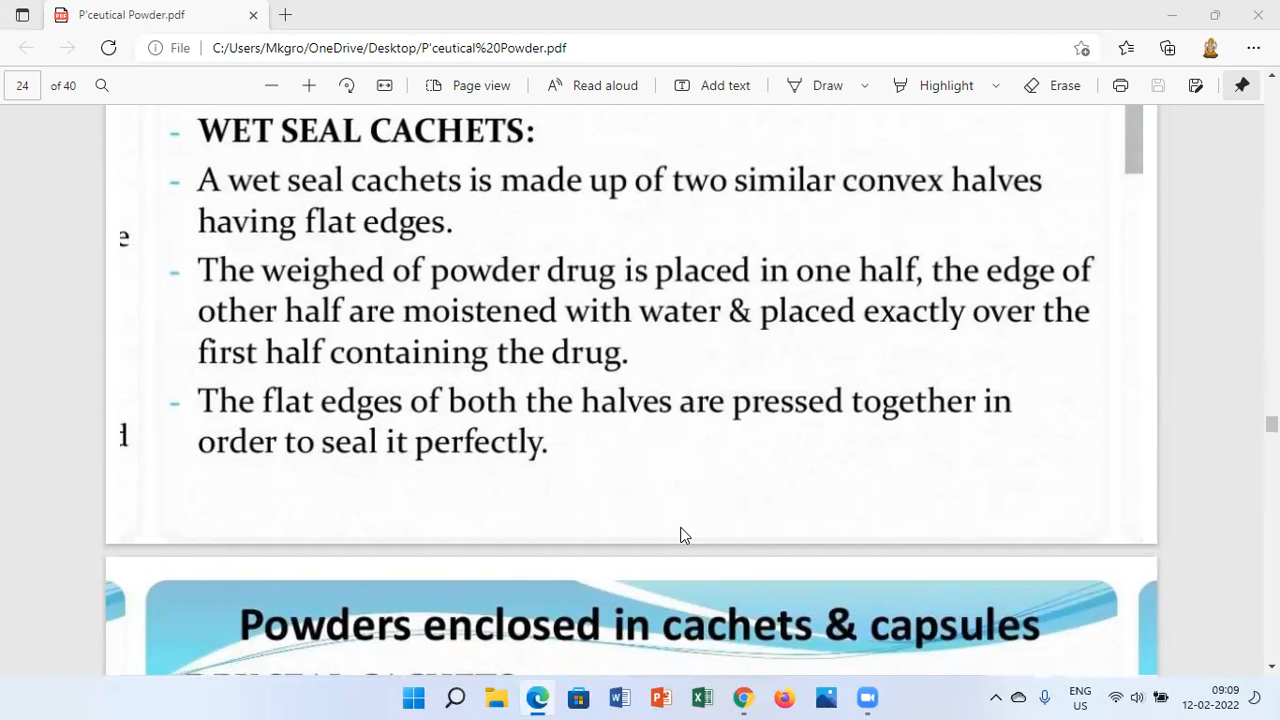 P'ceutical Powder.pdf
File
C:/Users/Mkgro/OneDrive/Desktop/P'ceutical%20Powder.pdf
24 of 40 Page view Read aloud Add text Draw Highlight Erase
- WET SEAL CACHETS:
- A wet seal cachets is made up of two similar convex halves
having flat edges.
e
- The weighed of powder drug is placed in one half, the edge of
other half are moistened with water & placed exactly over the
first half containing the drug.
- The flat edges of both the halves are pressed together in
order to seal it perfectly.
Powders enclosed in cachets & capsules
ENG
US
09:09
12-02-2022